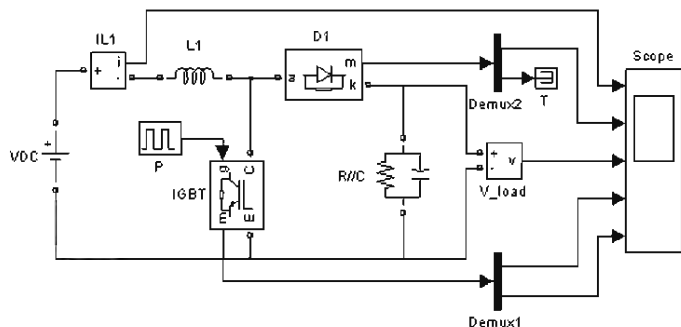 IL1
i
+
-
L1
D1
m
a
k
Demux2
T
Scope
VDC
+
P
IGBT
g
C
m
E
R//C
+
-
v
V_load
Demux1